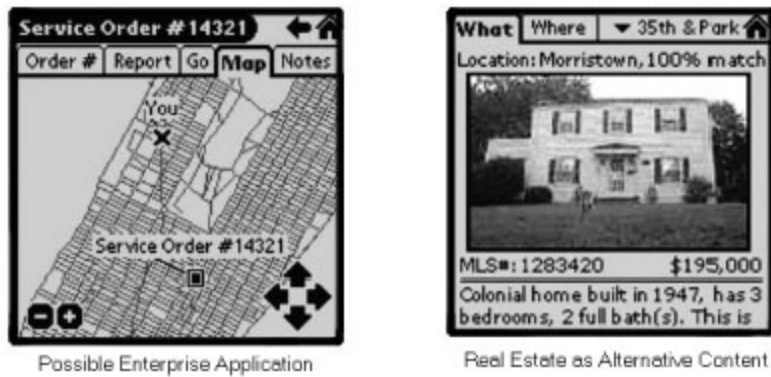 Service Order #14321
Order # Report Go Map Notes
You
Service Order #14321
Possible Enterprise Application
What Where 35th & Park
Location: Morristown, 100% match
MLS#: 1283420 $195,000
Colonial home built in 1947, has 3
bedrooms, 2 full bath(s). This is
Real Estate as Alternative Content